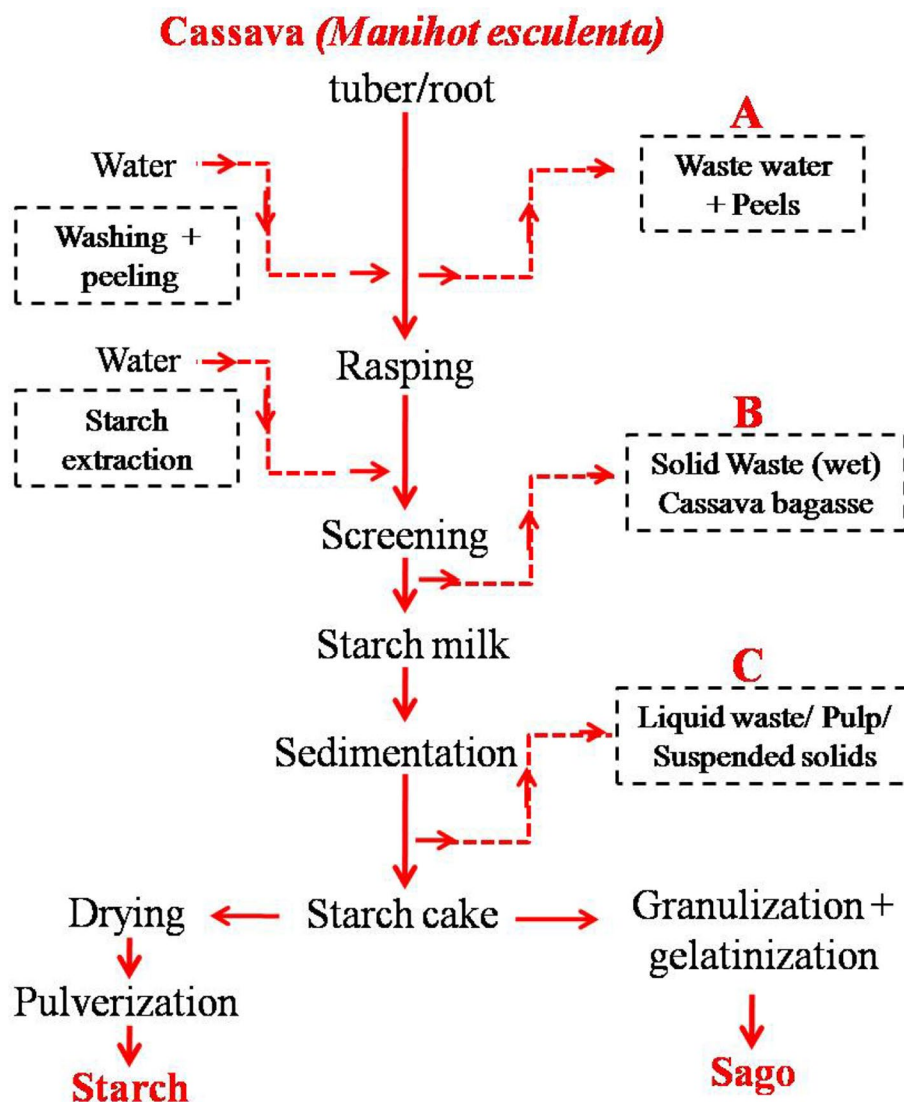 Cassava (Manihot esculenta)
tuber/root
A
Water
Waste water
+ Peels
Washing +
peeling
Water
Rasping
Starch
extraction
B
Solid Waste (wet)
Cassava bagasse
Screening
Starch milk
C
Liquid waste/ Pulp/
Suspended solids
Sedimentation
Drying
Starch cake
Granulization +
gelatinization
Pulverization
Starch
Sago